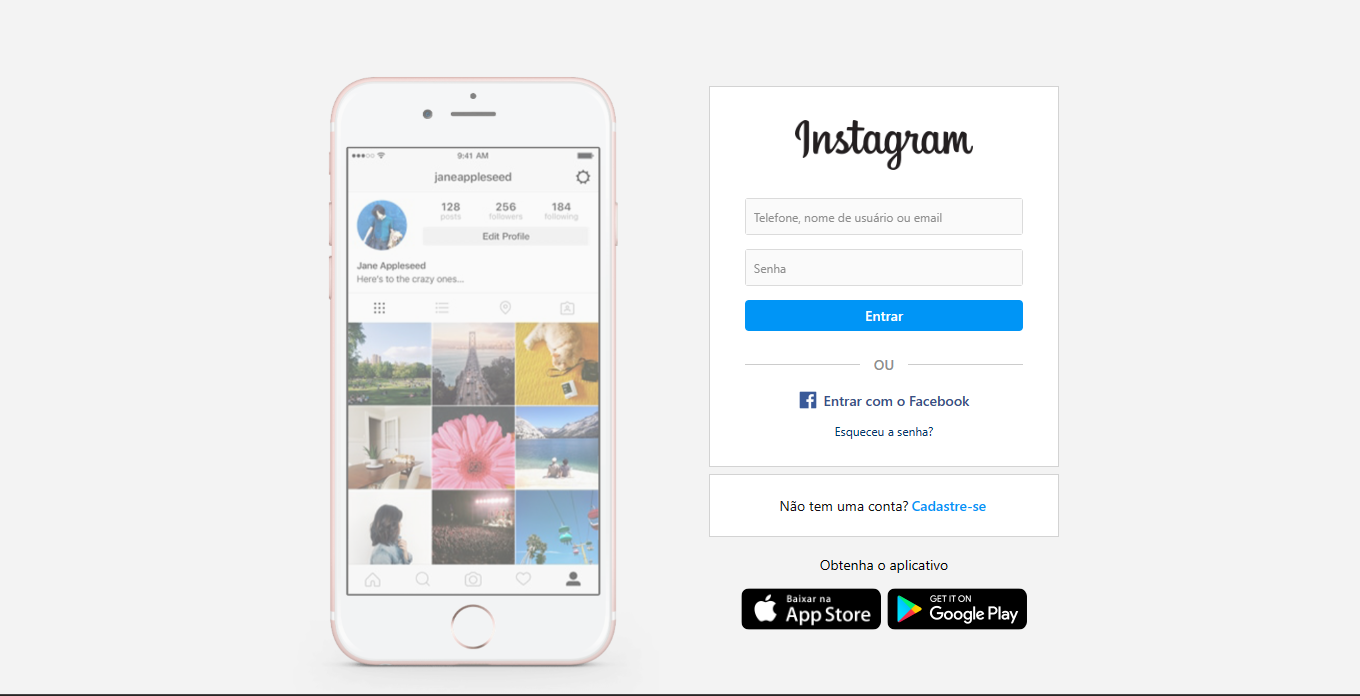 9:41 AM
janeappleseed
128
256
184
posts
followers
following
Edit Profile
Jane Appleseed
Here's to the crazy ones...
Instagram
Telefone, nome de usuário ou email
Senha
Entrar
OU
Entrar com o Facebook
Esqueceu a senha?
Não tem uma conta? Cadastre-se
Obtenha o aplicativo
Baixar na
App Store
GET IT ON
Google Play